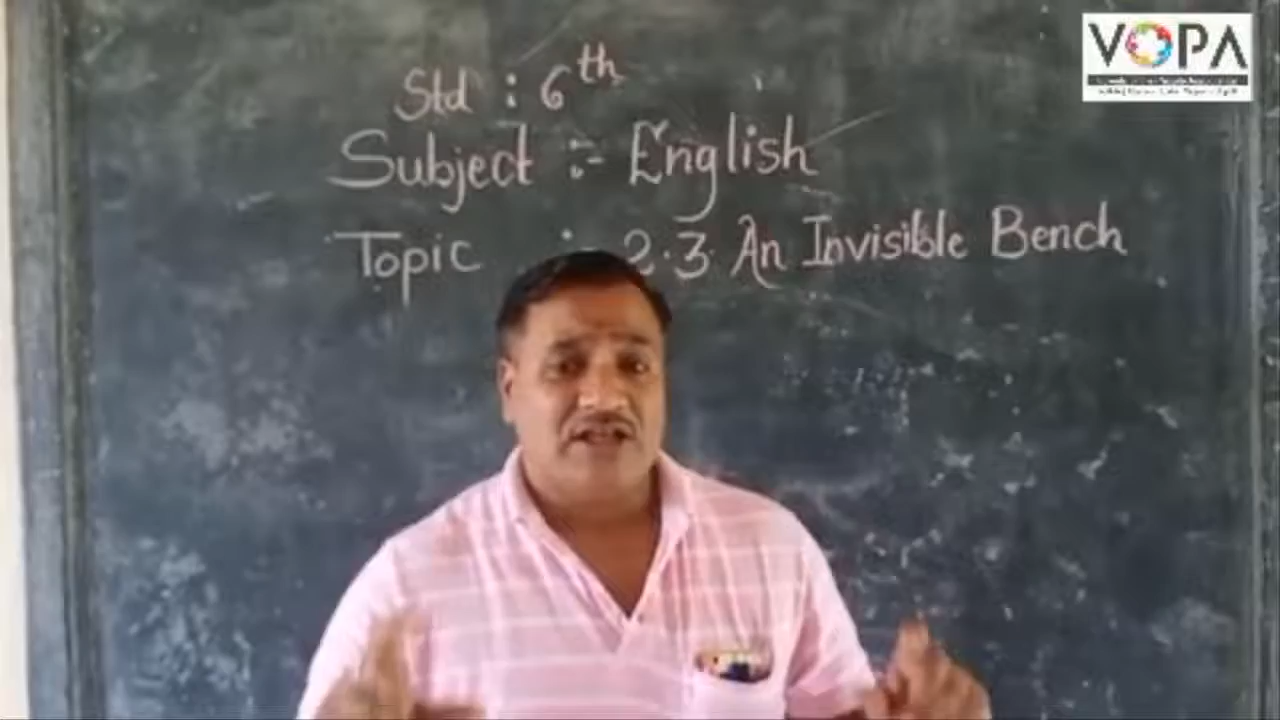 VOPA
Std : 6th
Subject :- English
Topic : 2.3. An Invisible Bench